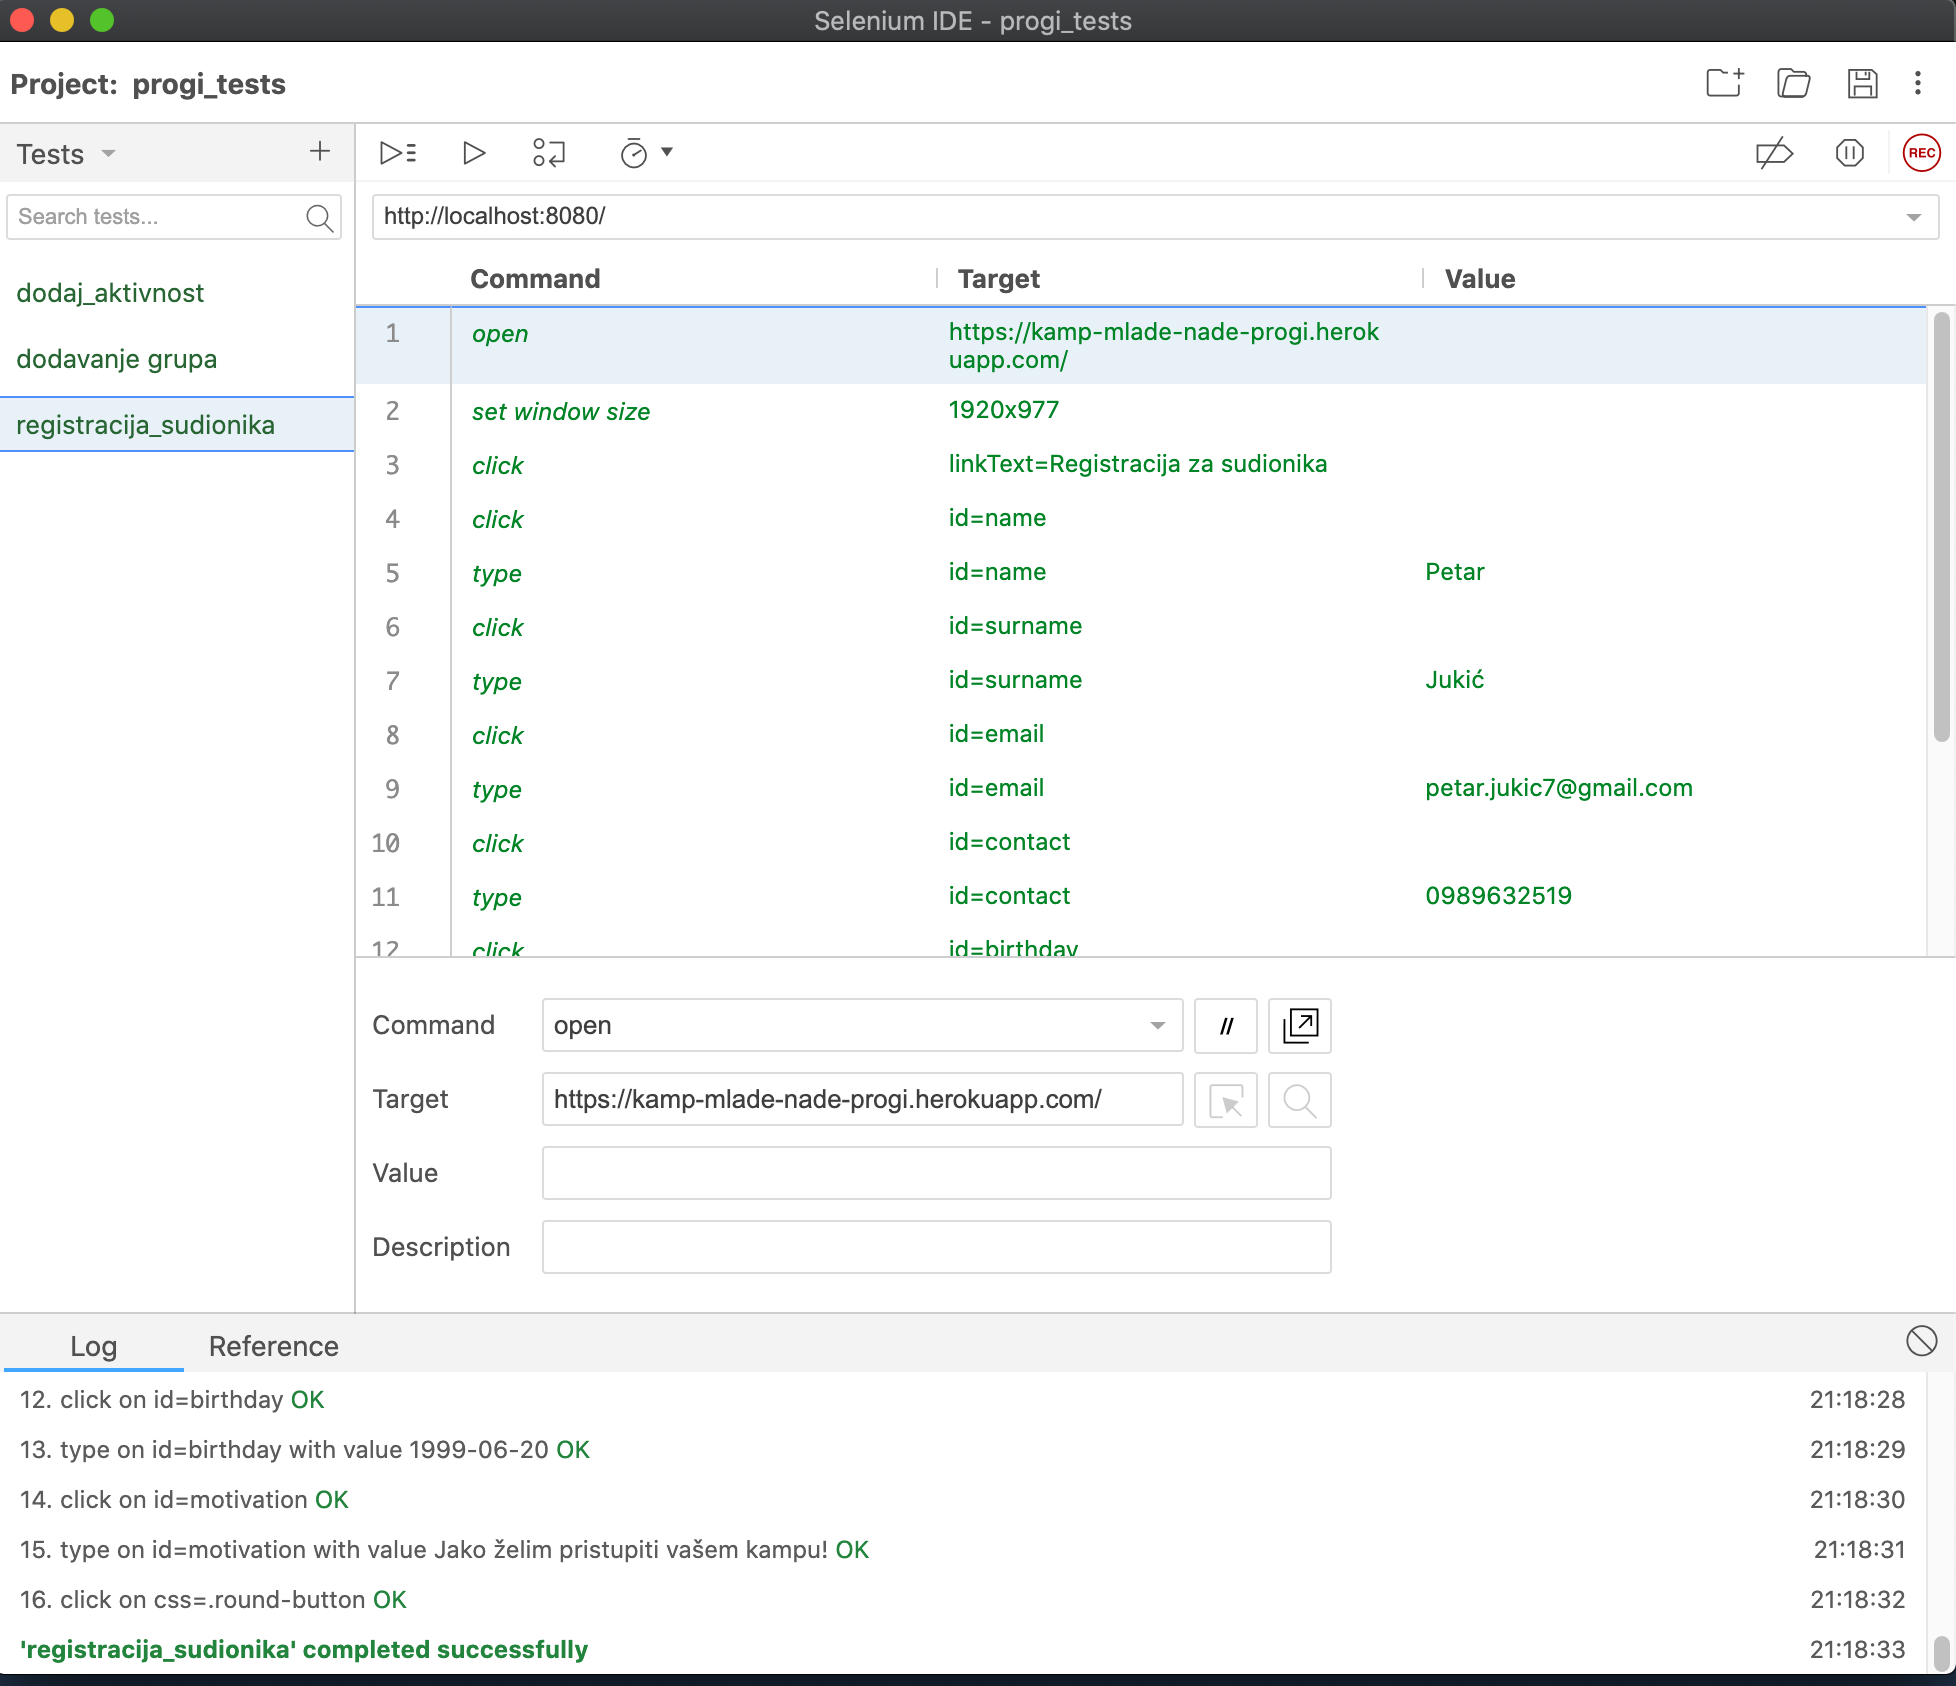 Selenium IDE - progi_tests
Project: progi_tests
Tests
REC
Search tests...
http://localhost:8080/
dodaj_aktivnost
dodavanje grupa
registracija_sudionika
Command Target Value
1 open https://kamp-mlade-nade-progi.herok
uapp.com/
2 set window size 1920x977
3 click linkText=Registracija za sudionika
4 click id=name
5 type id=name Petar
6 click id=surname
7 type id=surname Jukić
8 click id=email
9 type id=email petar.jukic7@gmail.com
10 click id=contact
11 type id=contact 0989632519
12 click id=birthday
Command open //
Target https://kamp-mlade-nade-progi.herokuapp.com/
Value
Description
Log Reference
12. click on id=birthday OK 21:18:28
13. type on id=birthday with value 1999-06-20 OK 21:18:29
14. click on id=motivation OK 21:18:30
15. type on id=motivation with value Jako želim pristupiti vašem kampu! OK 21:18:31
16. click on css=.round-button OK 21:18:32
'registracija_sudionika' completed successfully 21:18:33